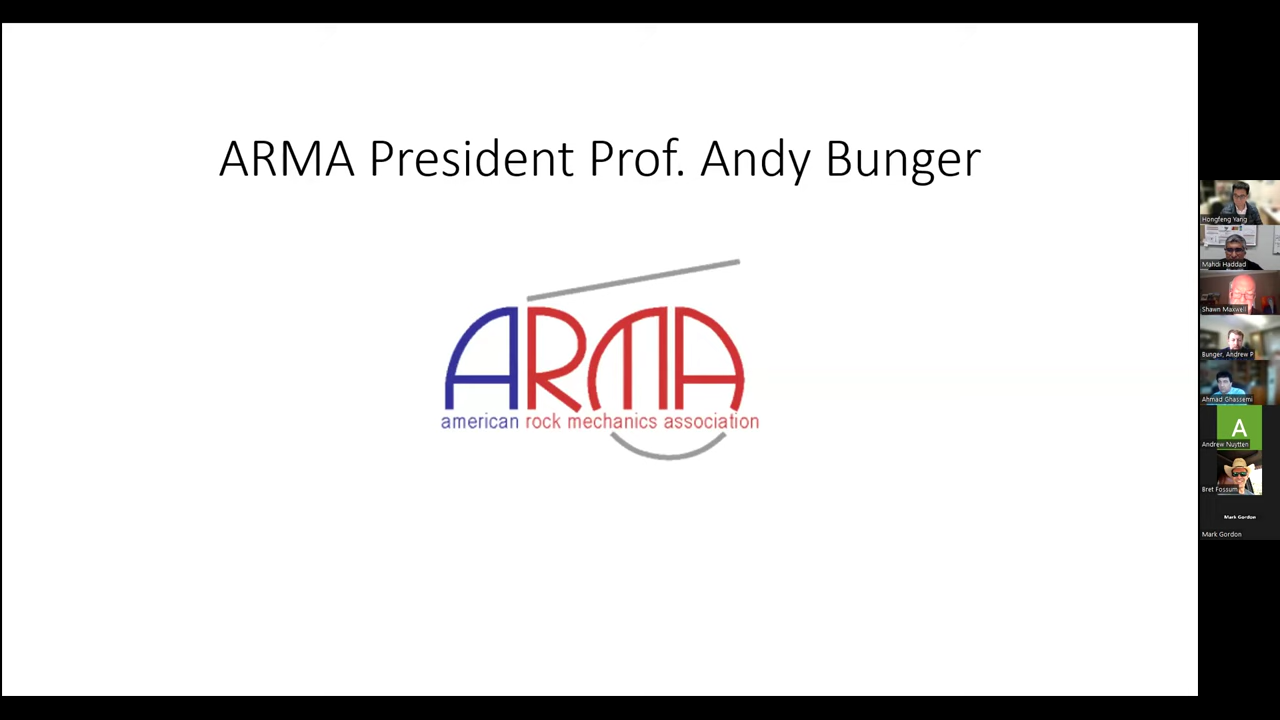 ARMA President Prof. Andy Bunger
ARMA
american rock mechanics association
Hongfeng Yang
Mahdi Haddad
Shawn Maxwell
Bunger, Andrew P
Ahmad Ghassemi
A
Andrew Nuytten
Bret Fossum
Mark Gordon
Mark Gordon